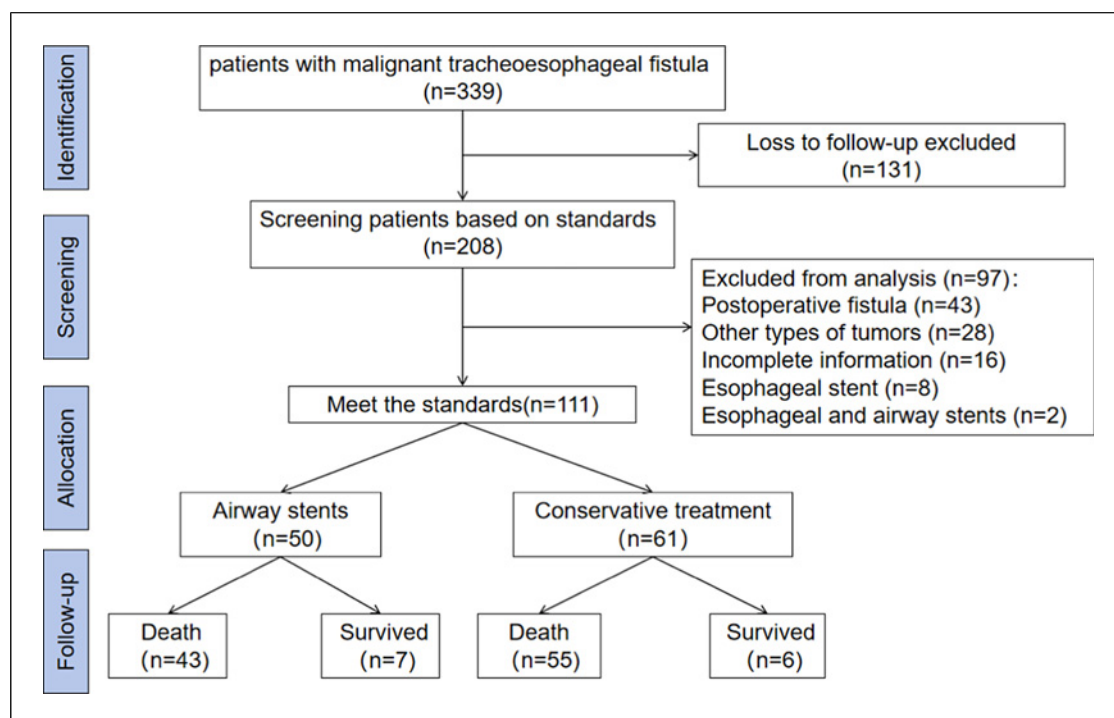 Identification
patients with malignant tracheoesophageal fistula
(n=339)
Loss to follow-up excluded
(n=131)
Screening
Screening patients based on standards
(n=208)
Excluded from analysis (n=97):
Postoperative fistula (n=43)
Other types of tumors (n=28)
Incomplete information (n=16)
Esophageal stent (n=8)
Esophageal and airway stents (n=2)
Allocation
Meet the standards(n=111)
Airway stents
(n=50)
Conservative treatment
(n=61)
Follow-up
Death
(n=43)
Survived
(n=7)
Death
(n=55)
Survived
(n=6)